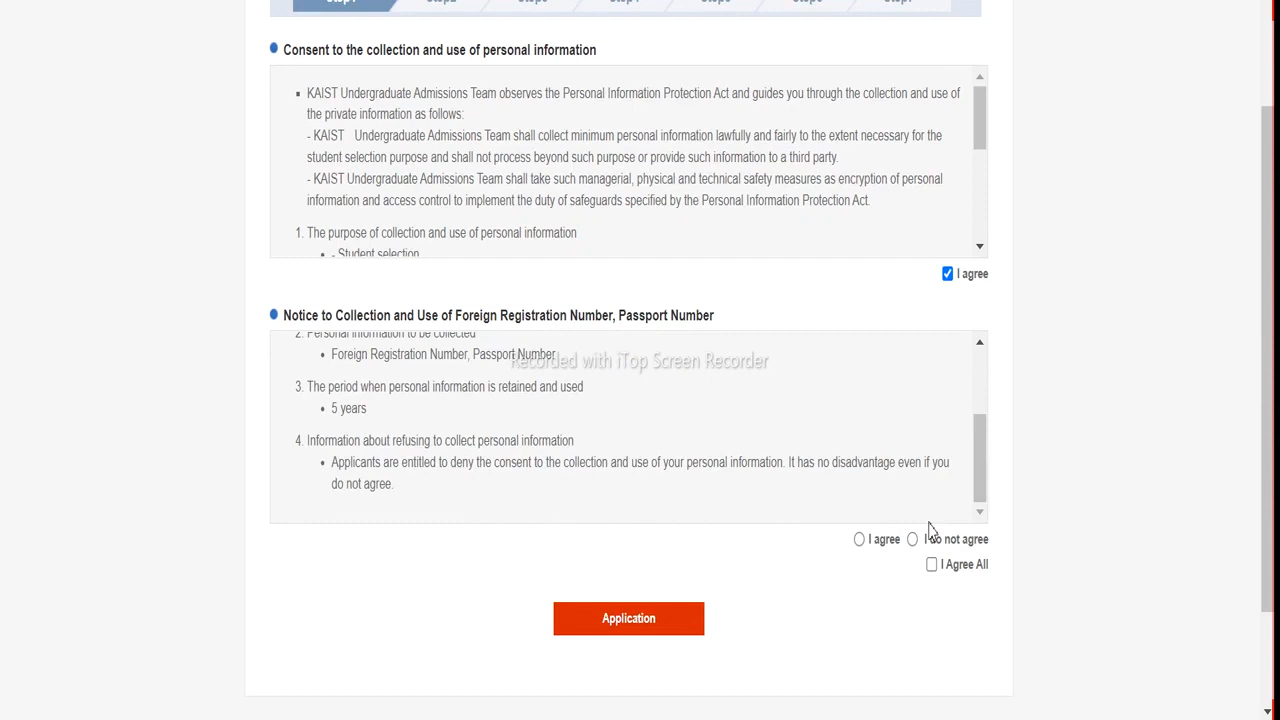 Consent to the collection and use of personal information
▪ KAIST Undergraduate Admissions Team observes the Personal Information Protection Act and guides you through the collection and use of
the private information as follows:
- KAIST Undergraduate Admissions Team shall collect minimum personal information lawfully and fairly to the extent necessary for the
student selection purpose and shall not process beyond such purpose or provide such information to a third party.
- KAIST Undergraduate Admissions Team shall take such managerial, physical and technical safety measures as encryption of personal
information and access control to implement the duty of safeguards specified by the Personal Information Protection Act.
1. The purpose of collection and use of personal information
• - Student selection
I agree
Notice to Collection and Use of Foreign Registration Number, Passport Number
2. Personal information to be collected
• Foreign Registration Number, Passport Number
Recorded with iTop Screen Recorder
3. The period when personal information is retained and used
• 5 years
4. Information about refusing to collect personal information
• Applicants are entitled to deny the consent to the collection and use of your personal information. It has no disadvantage even if you
do not agree.
I agree I do not agree
I Agree All
Application